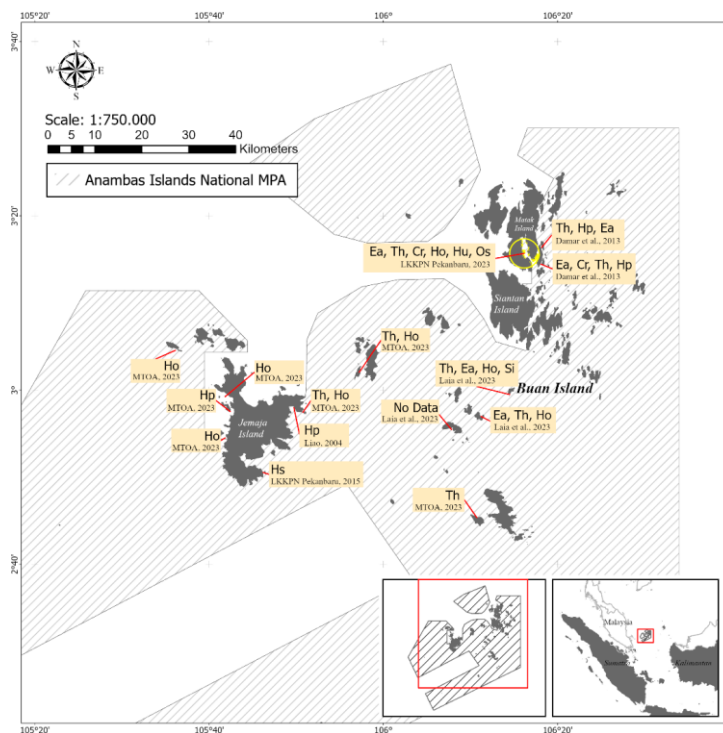 105°20' 105°40' 106° 106°20'
3°40'
N
W E
S
Scale: 1:750.000
0 5 10 20 30 40
Kilometers
Anambas Islands National MPA
3°20'
Matak
Island
Th, Hp, Ea
Damar et al., 2013
Ea, Th, Cr, Ho, Hu, Os
LKKPN Pekanbaru, 2023
Ea, Cr, Th, Hp
Damar et al., 2013
Siantan
Island
Th, Ho
MTOA, 2023
Ho
MTOA, 2023
Ho
MTOA, 2023
Th, Ea, Ho, Si
Laia et al., 2023
Buan Island
3°
Hp
MTOA, 2023
Th, Ho
MTOA, 2023
No Data
Laia et al., 2023
Ea, Th, Ho
Laia et al., 2023
Jemaja
Island
Ho
MTOA, 2023
Hp
Liao, 2004
Hs
LKKPN Pekanbaru, 2015
Th
MTOA, 2023
2°40'
Malaysia
Sumatra
Kalimantan
105°20' 105°40' 106° 106°20'